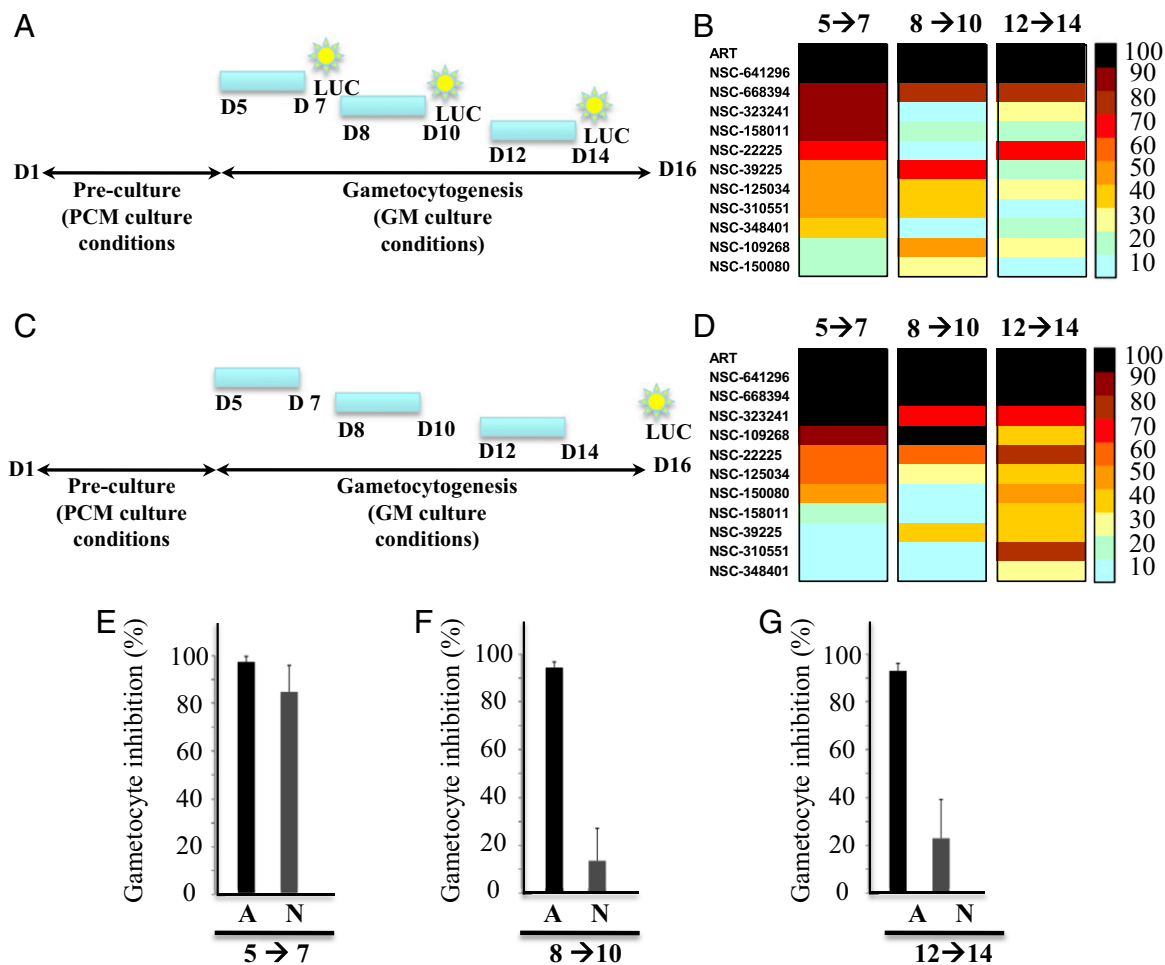 A
LUC
D5 D 7
LUC
D8 D10
LUC
D12 D14
D1
D16
Pre-culture
(PCM culture
conditions
Gametocytogenesis
(GM culture
conditions)
B
5→7 8→10 12→14
ART
NSC-641296
NSC-668394
NSC-323241
NSC-158011
NSC-22225
NSC-39225
NSC-125034
NSC-310551
NSC-348401
NSC-109268
NSC-150080
100
90
80
70
60
50
40
30
20
10
C
D5 D 7
D8 D10
D12 D14
LUC
D1
D16
Pre-culture
(PCM culture
conditions
Gametocytogenesis
(GM culture
conditions)
D
5→7 8→10 12→14
ART
NSC-641296
NSC-668394
NSC-323241
NSC-109268
NSC-22225
NSC-125034
NSC-150080
NSC-158011
NSC-39225
NSC-310551
NSC-348401
100
90
80
70
60
50
40
30
20
10
E
Gametocyte inhibition (%)
100
80
60
40
20
0
A N
5→7
F
Gametocyte inhibition (%)
100
80
60
40
20
0
A N
8→10
G
Gametocyte inhibition (%)
100
80
60
40
20
0
A N
12→14